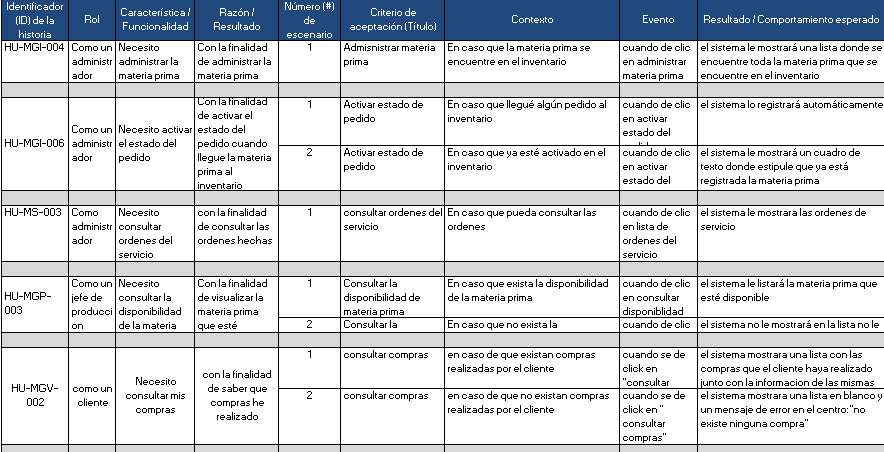 Identificador (ID) de la historia
Rol
Característica / Funcionalidad
Razón / Resultado
Número (#) de escenario
Criterio de aceptación (Título)
Contexto
Evento
Resultado / Comportamiento esperado
HU-MGI-004
Como un administr ador
Necesito administrar la materia prima
Con la finalidad de administrar la materia prima
1
Admisnistrar materia prima
En caso que la materia prima se encuentre en el inventario
cuando de clic en administrar materia prima
el sistema le mostrará una lista donde se encuentre toda la materia prima que se encuentre en el inventario
HU-MGI-006
Como un administr ador
Necesito activar el estado del pedido
Con la finalidad de activar el estado del pedido cuando llegue la materia prima al inventario
1
Activar estado de pedido
En caso que llegué algún pedido al inventario
cuando de clic en activar estado del
el sistema lo registrará automáticamente
2
Activar estado de pedido
En caso que ya esté activado en el inventario
cuando de clic en activar estado del
el sistema le mostrará un cuadro de texto donde estipule que ya está registrada la materia prima
HU-MS-003
Como administr ador
Necesito consultar ordenes del servicio
con la finalidad de consultar las ordenes hechas
1
consultar ordenes del servicio
En caso que pueda consultar las ordenes
cuando de clic en lista de ordenes del servicio
el sistema le mostrara las ordenes de servicio
HU-MGP-003
Como un jefe de producci on
Necesito consultar la disponibilidad de la materia
Con la finalidad de visualizar la materia prima que esté
1
Consultar la disponibilidad de materia prima
En caso que exista la disponibilidad de la materia prima
cuando de clic en consultar disponiblidad
el sistema le listará la materia prima que esté disponible
2
Consultar la
En caso que no exista la
cuando de clic
el sistema no le mostrará en la lista no le
HU-MGV-002
como un cliente
Necesito consultar mis compras
con la finalidad de saber que compras he realizado
1
consultar compras
en caso de que existan compras realizadas por el cliente
cuando se de click en "consultar
el sistema mostrara una lista con las compras que el cliente haya realizado junto con la informacion de las mismas
2
consultar compras
en caso de que no existan compras realizadas por el cliente
cuando se de click en " consultar compras"
el sistema mostrara una lista en blanco y un mensaje de error en el centro:"no existe ninguna compra"